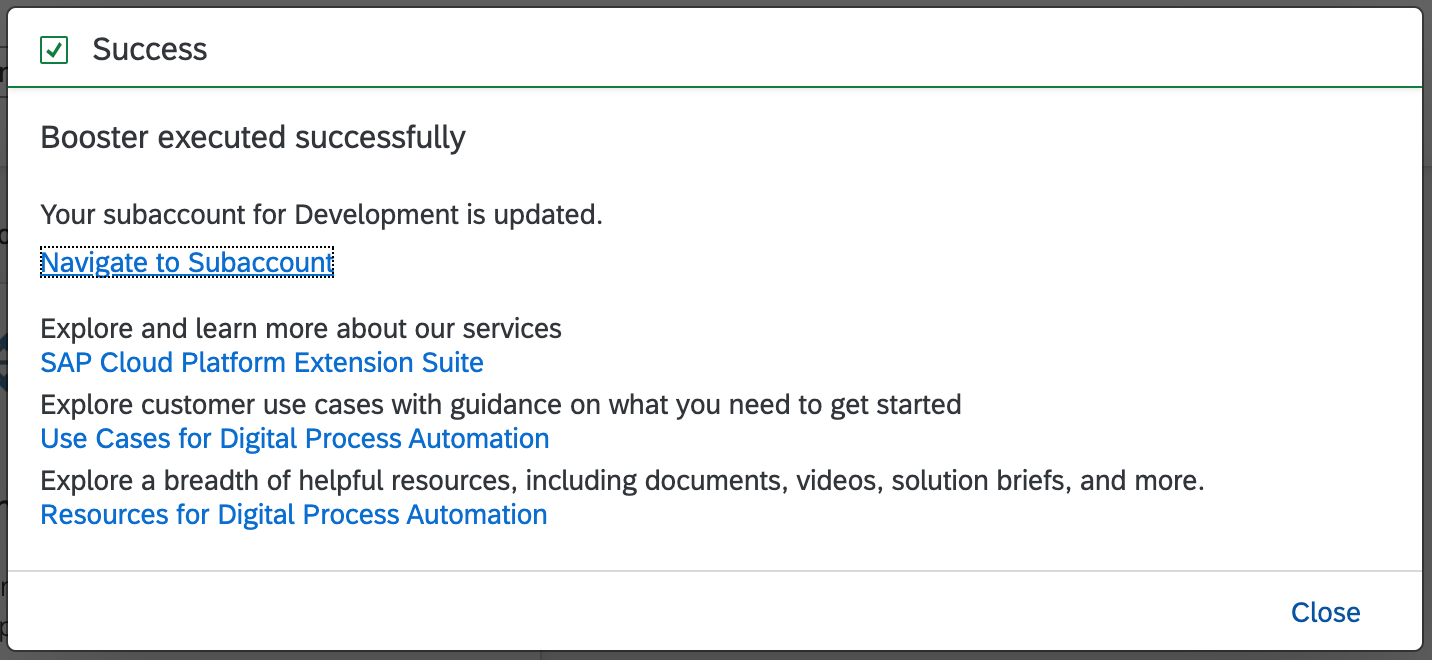 Success
Booster executed successfully
Your subaccount for Development is updated.
Navigate to Subaccount
Explore and learn more about our services
SAP Cloud Platform Extension Suite
Explore customer use cases with guidance on what you need to get started
Use Cases for Digital Process Automation
Explore a breadth of helpful resources, including documents, videos, solution briefs, and more.
Resources for Digital Process Automation
Close